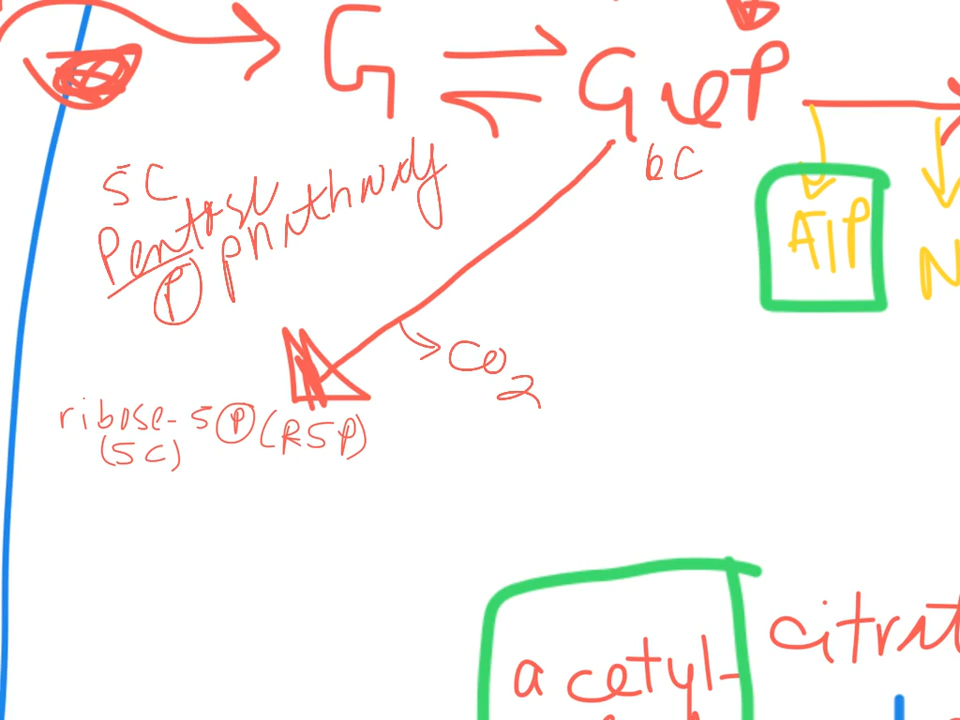 G ⇌ G6P
6C
5C
Pentose
Ⓟ pathway
ATP
N
CO2
ribose-5Ⓟ(R5P)
(5C)
citrat
acetyl-